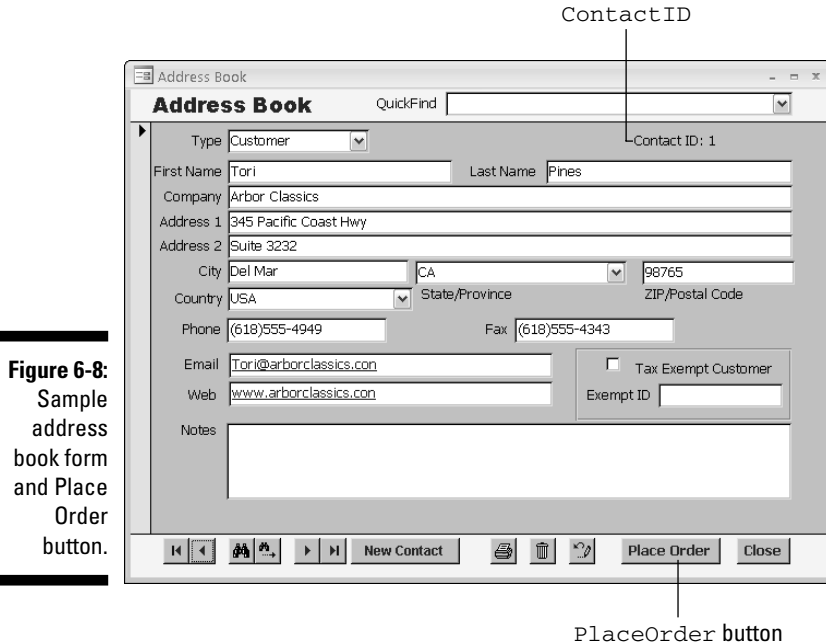 ContactID
Address Book
Address Book QuickFind
Type Customer Contact ID: 1
First Name Tori Last Name Pines
Company Arbor Classics
Address 1 345 Pacific Coast Hwy
Address 2 Suite 3232
City Del Mar CA 98765
Country USA State/Province ZIP/Postal Code
Phone (618)555-4949 Fax (618)555-4343
Email Tori@arborclassics.con Tax Exempt Customer
Web www.arborclassics.con Exempt ID
Notes
New Contact Place Order Close
PlaceOrder button
Figure 6-8:
Sample
address
book form
and Place
Order
button.